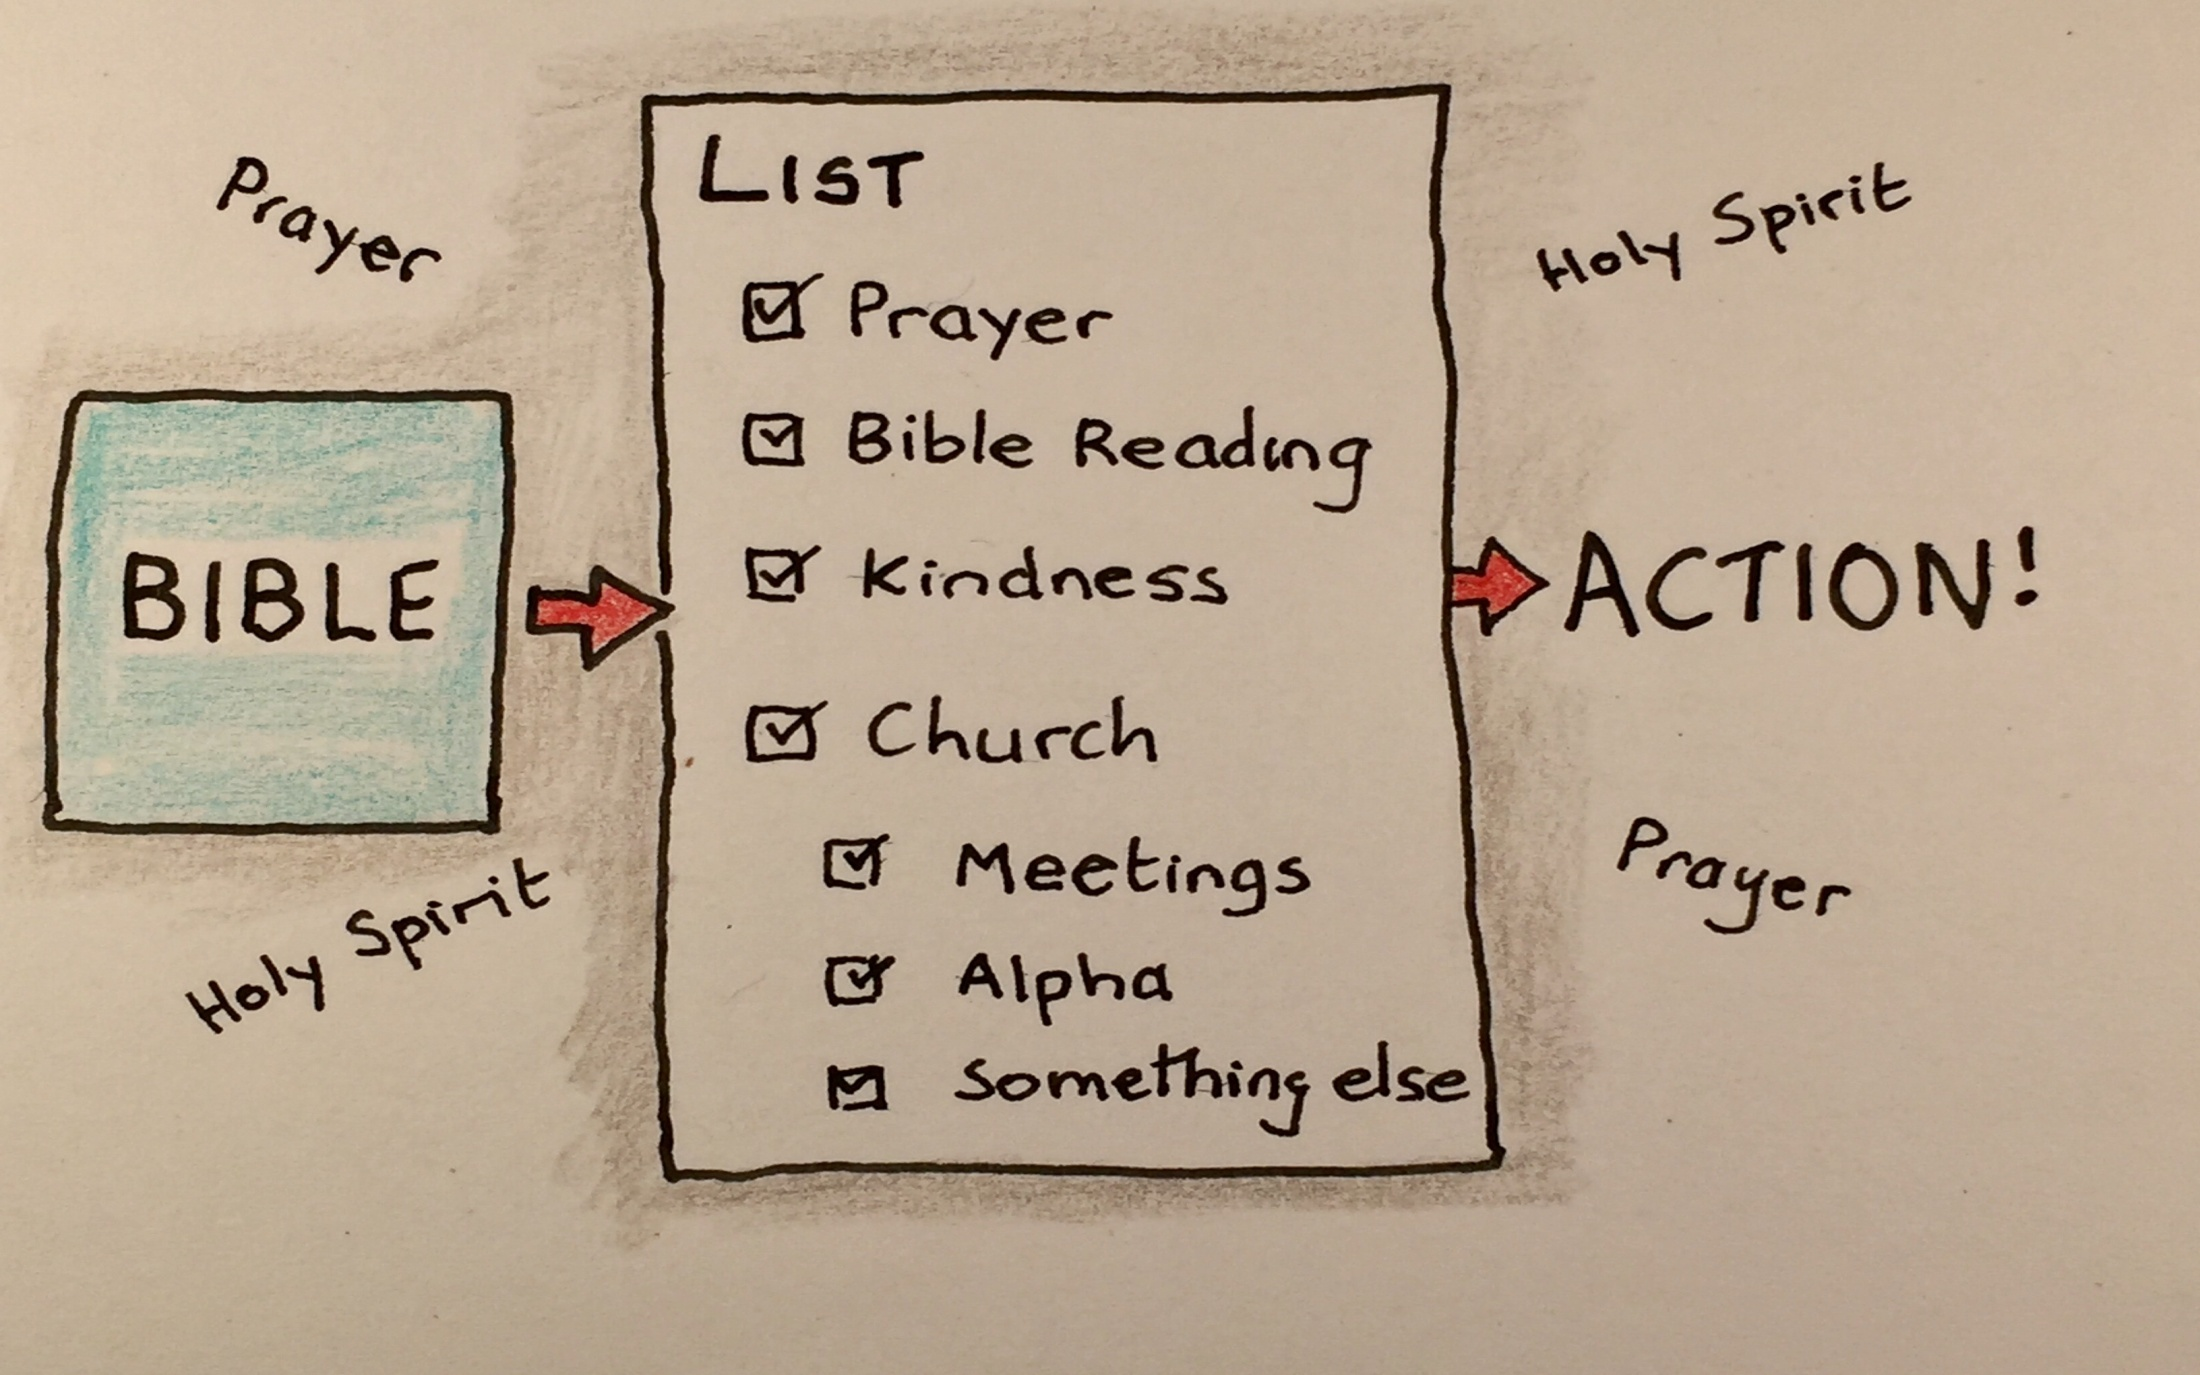 Prayer
BIBLE
Holy Spirit
LIST
Prayer
Bible Reading
Kindness
Church
Meetings
Alpha
Something else
Holy Spirit
ACTION!
Prayer